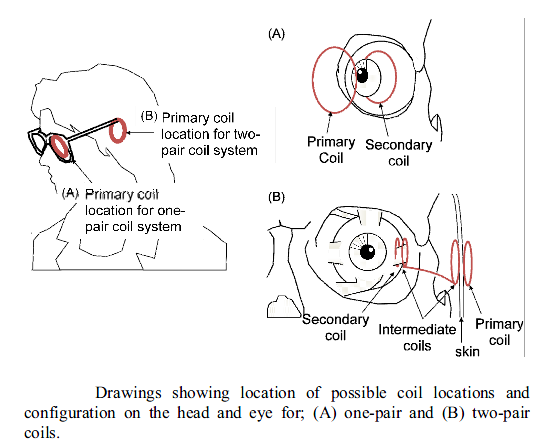 (A)
Primary
Coil
Secondary
coil
(B) Primary coil
location for two-
pair coil system
(A) Primary coil
location for one-
pair coil system
(B)
Secondary
coil
Intermediate
coils
skin
Primary
coil
Drawings showing location of possible coil locations and
configuration on the head and eye for; (A) one-pair and (B) two-pair
coils.